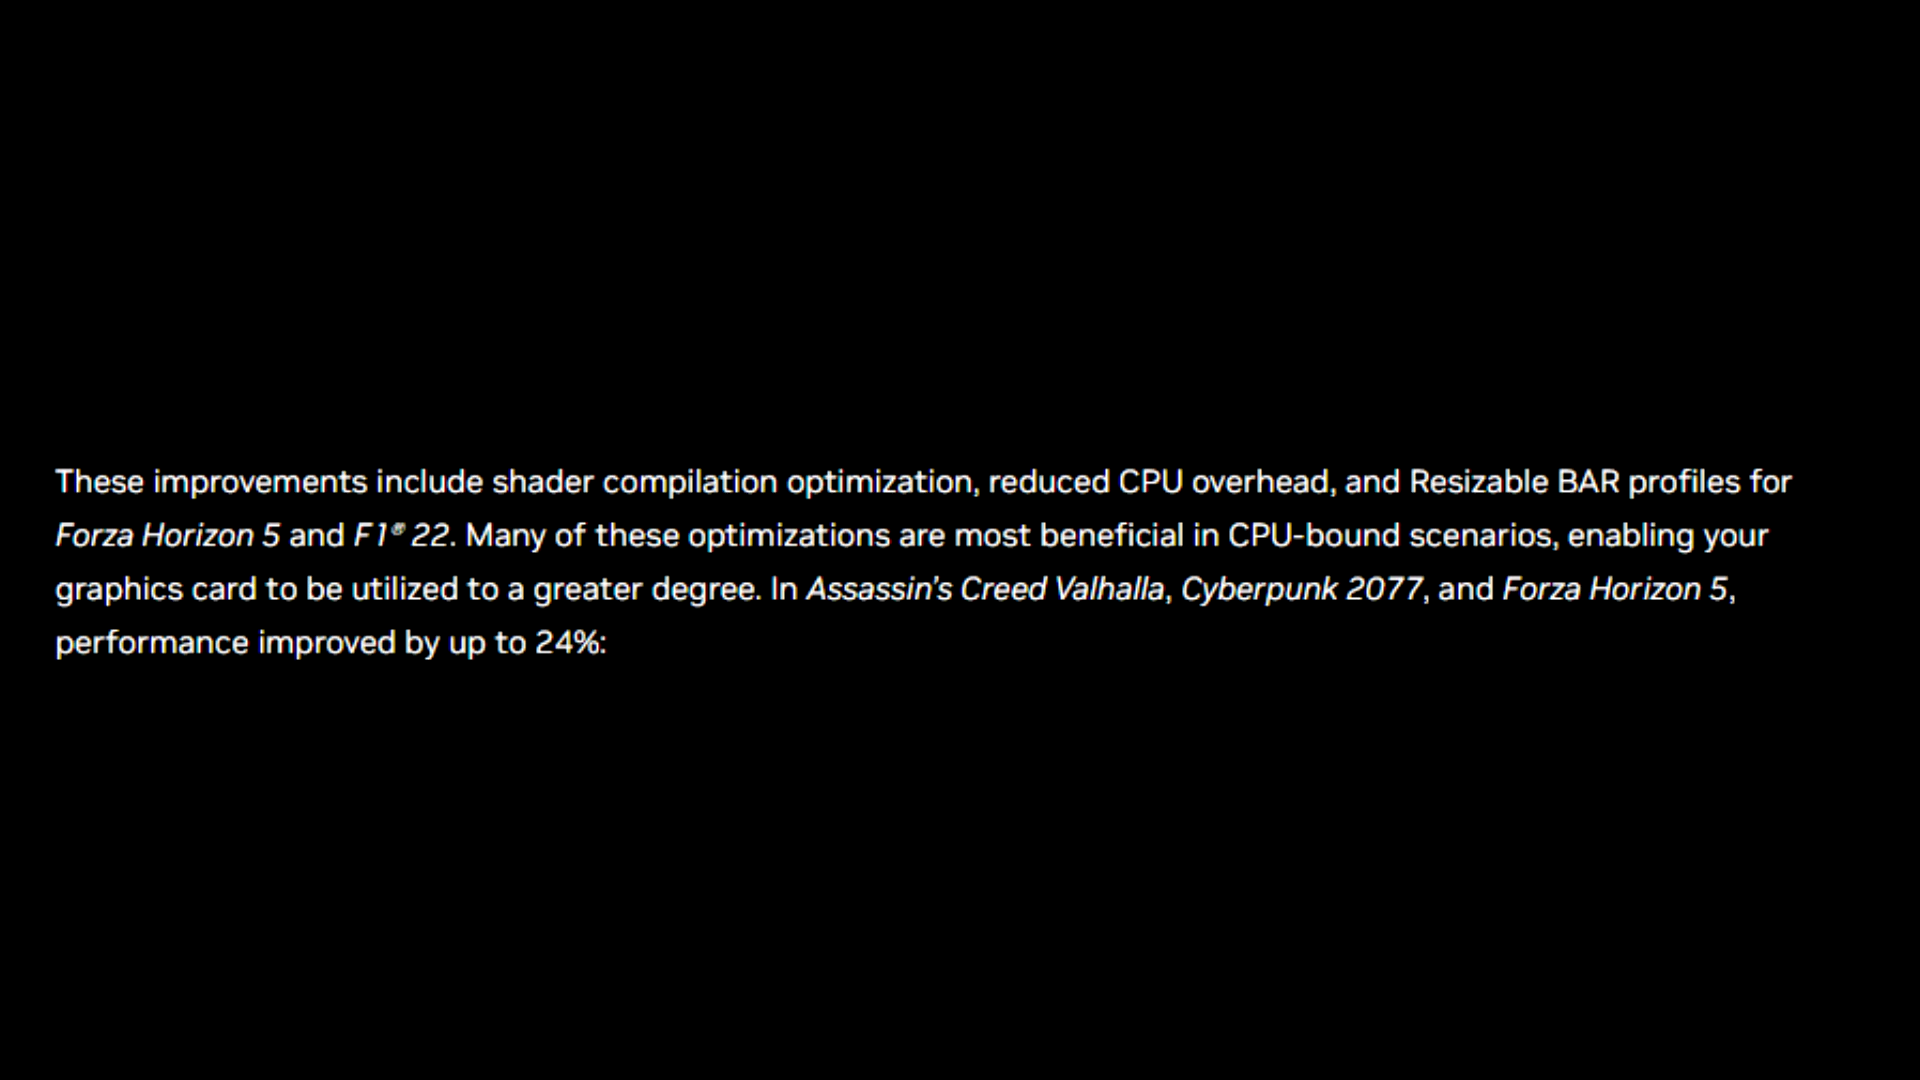 These improvements include shader compilation optimization, reduced CPU overhead, and Resizable BAR profiles for
Forza Horizon 5 and F1® 22. Many of these optimizations are most beneficial in CPU-bound scenarios, enabling your
graphics card to be utilized to a greater degree. In Assassin's Creed Valhalla, Cyberpunk 2077, and Forza Horizon 5,
performance improved by up to 24%: